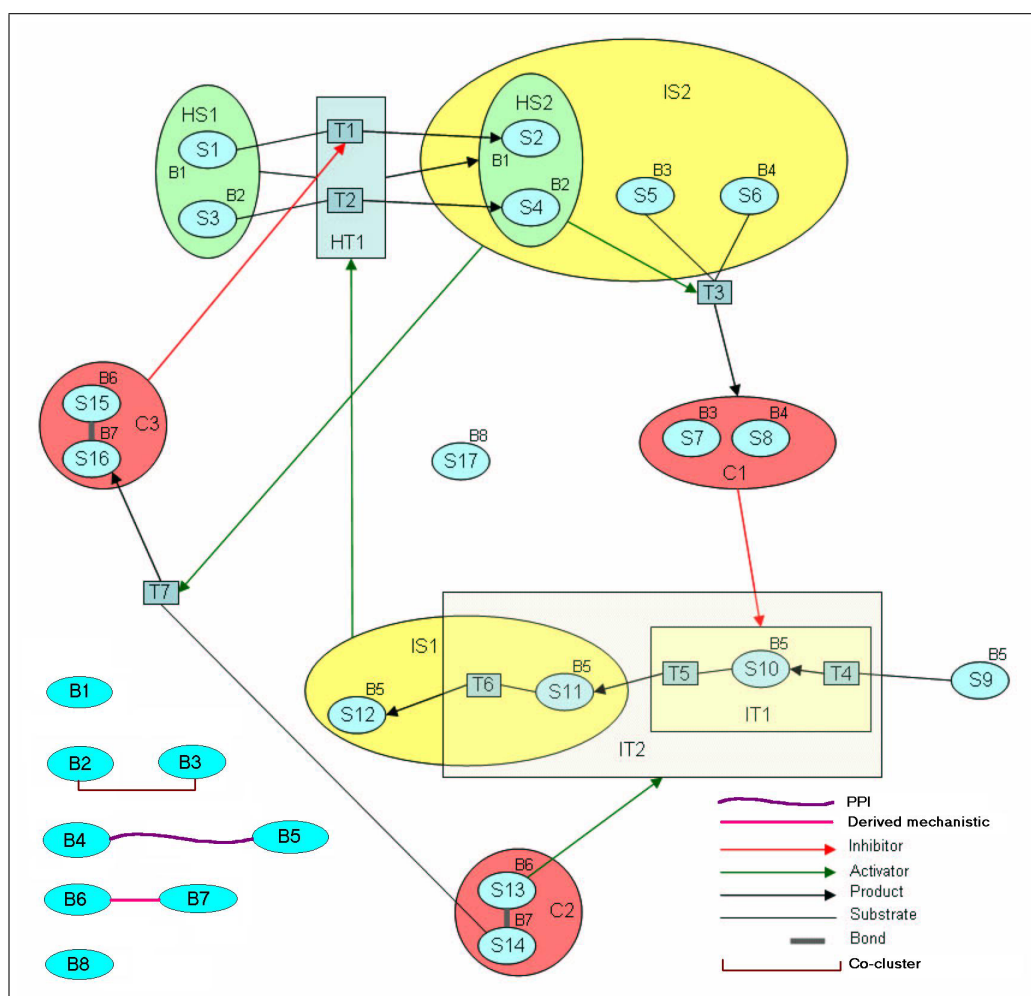 IS2
HS1
HS2
S1
T1
S2
B1
B1
B3
B4
B2
B2
S5
S6
S3
T2
S4
HT1
T3
B6
S15
C3
B7
S16
B3
B4
S7
S8
C1
B8
S17
T7
IS1
B5
B5
B5
B5
T6
S11
T5
S10
T4
S9
S12
IT1
IT2
B1
B2
B3
B4
B5
B6
B7
B8
B6
S13
C2
B7
S14
PPI
Derived mechanistic
Inhibitor
Activator
Product
Substrate
Bond
Co-cluster